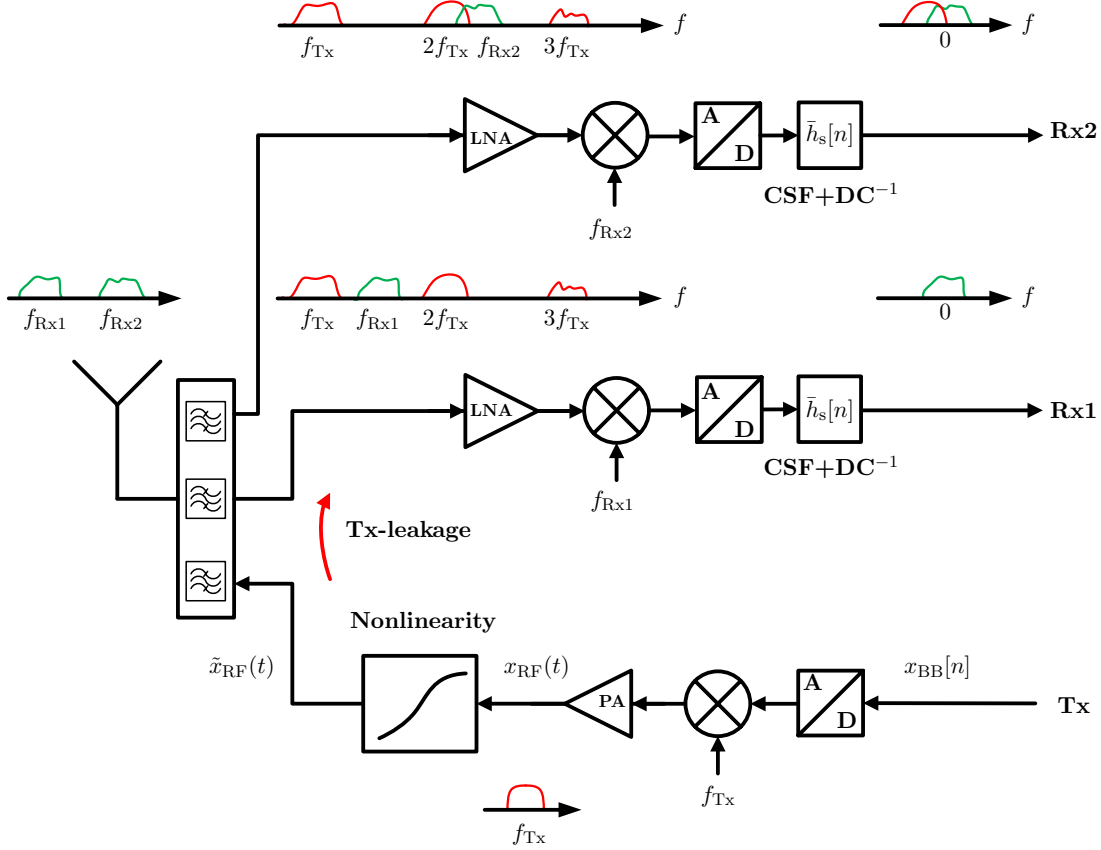 f
f
f_Tx
2f_Tx
f_Rx2
3f_Tx
0
LNA
A
D
h̄_s[n]
Rx2
CSF+DC⁻¹
f_Rx2
f
f
f_Rx1
f_Rx2
f_Tx
f_Rx1
2f_Tx
3f_Tx
0
LNA
A
D
h̄_s[n]
Rx1
CSF+DC⁻¹
f_Rx1
Tx-leakage
Nonlinearity
x̃_RF(t)
x_RF(t)
x_BB[n]
PA
A
D
Tx
f_Tx
f_Tx